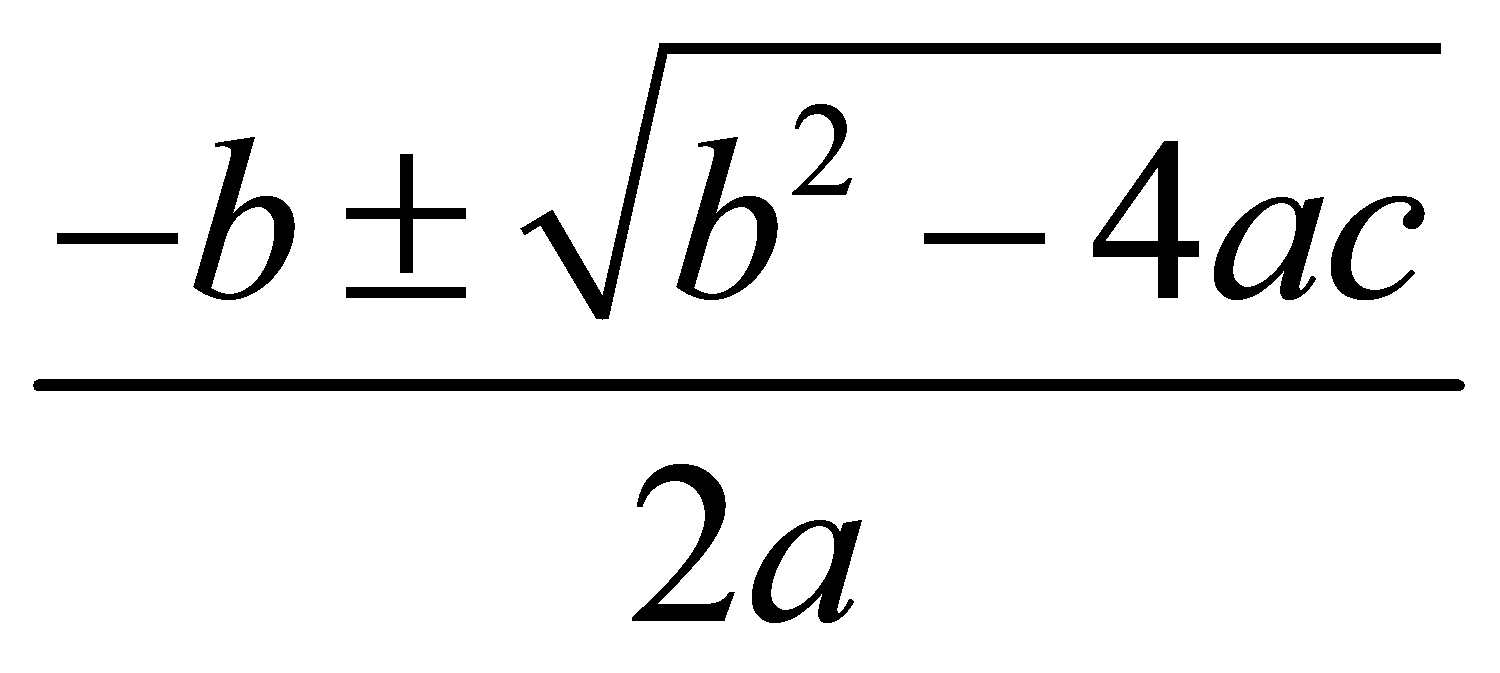 −b ± √(b² − 4ac)
2a